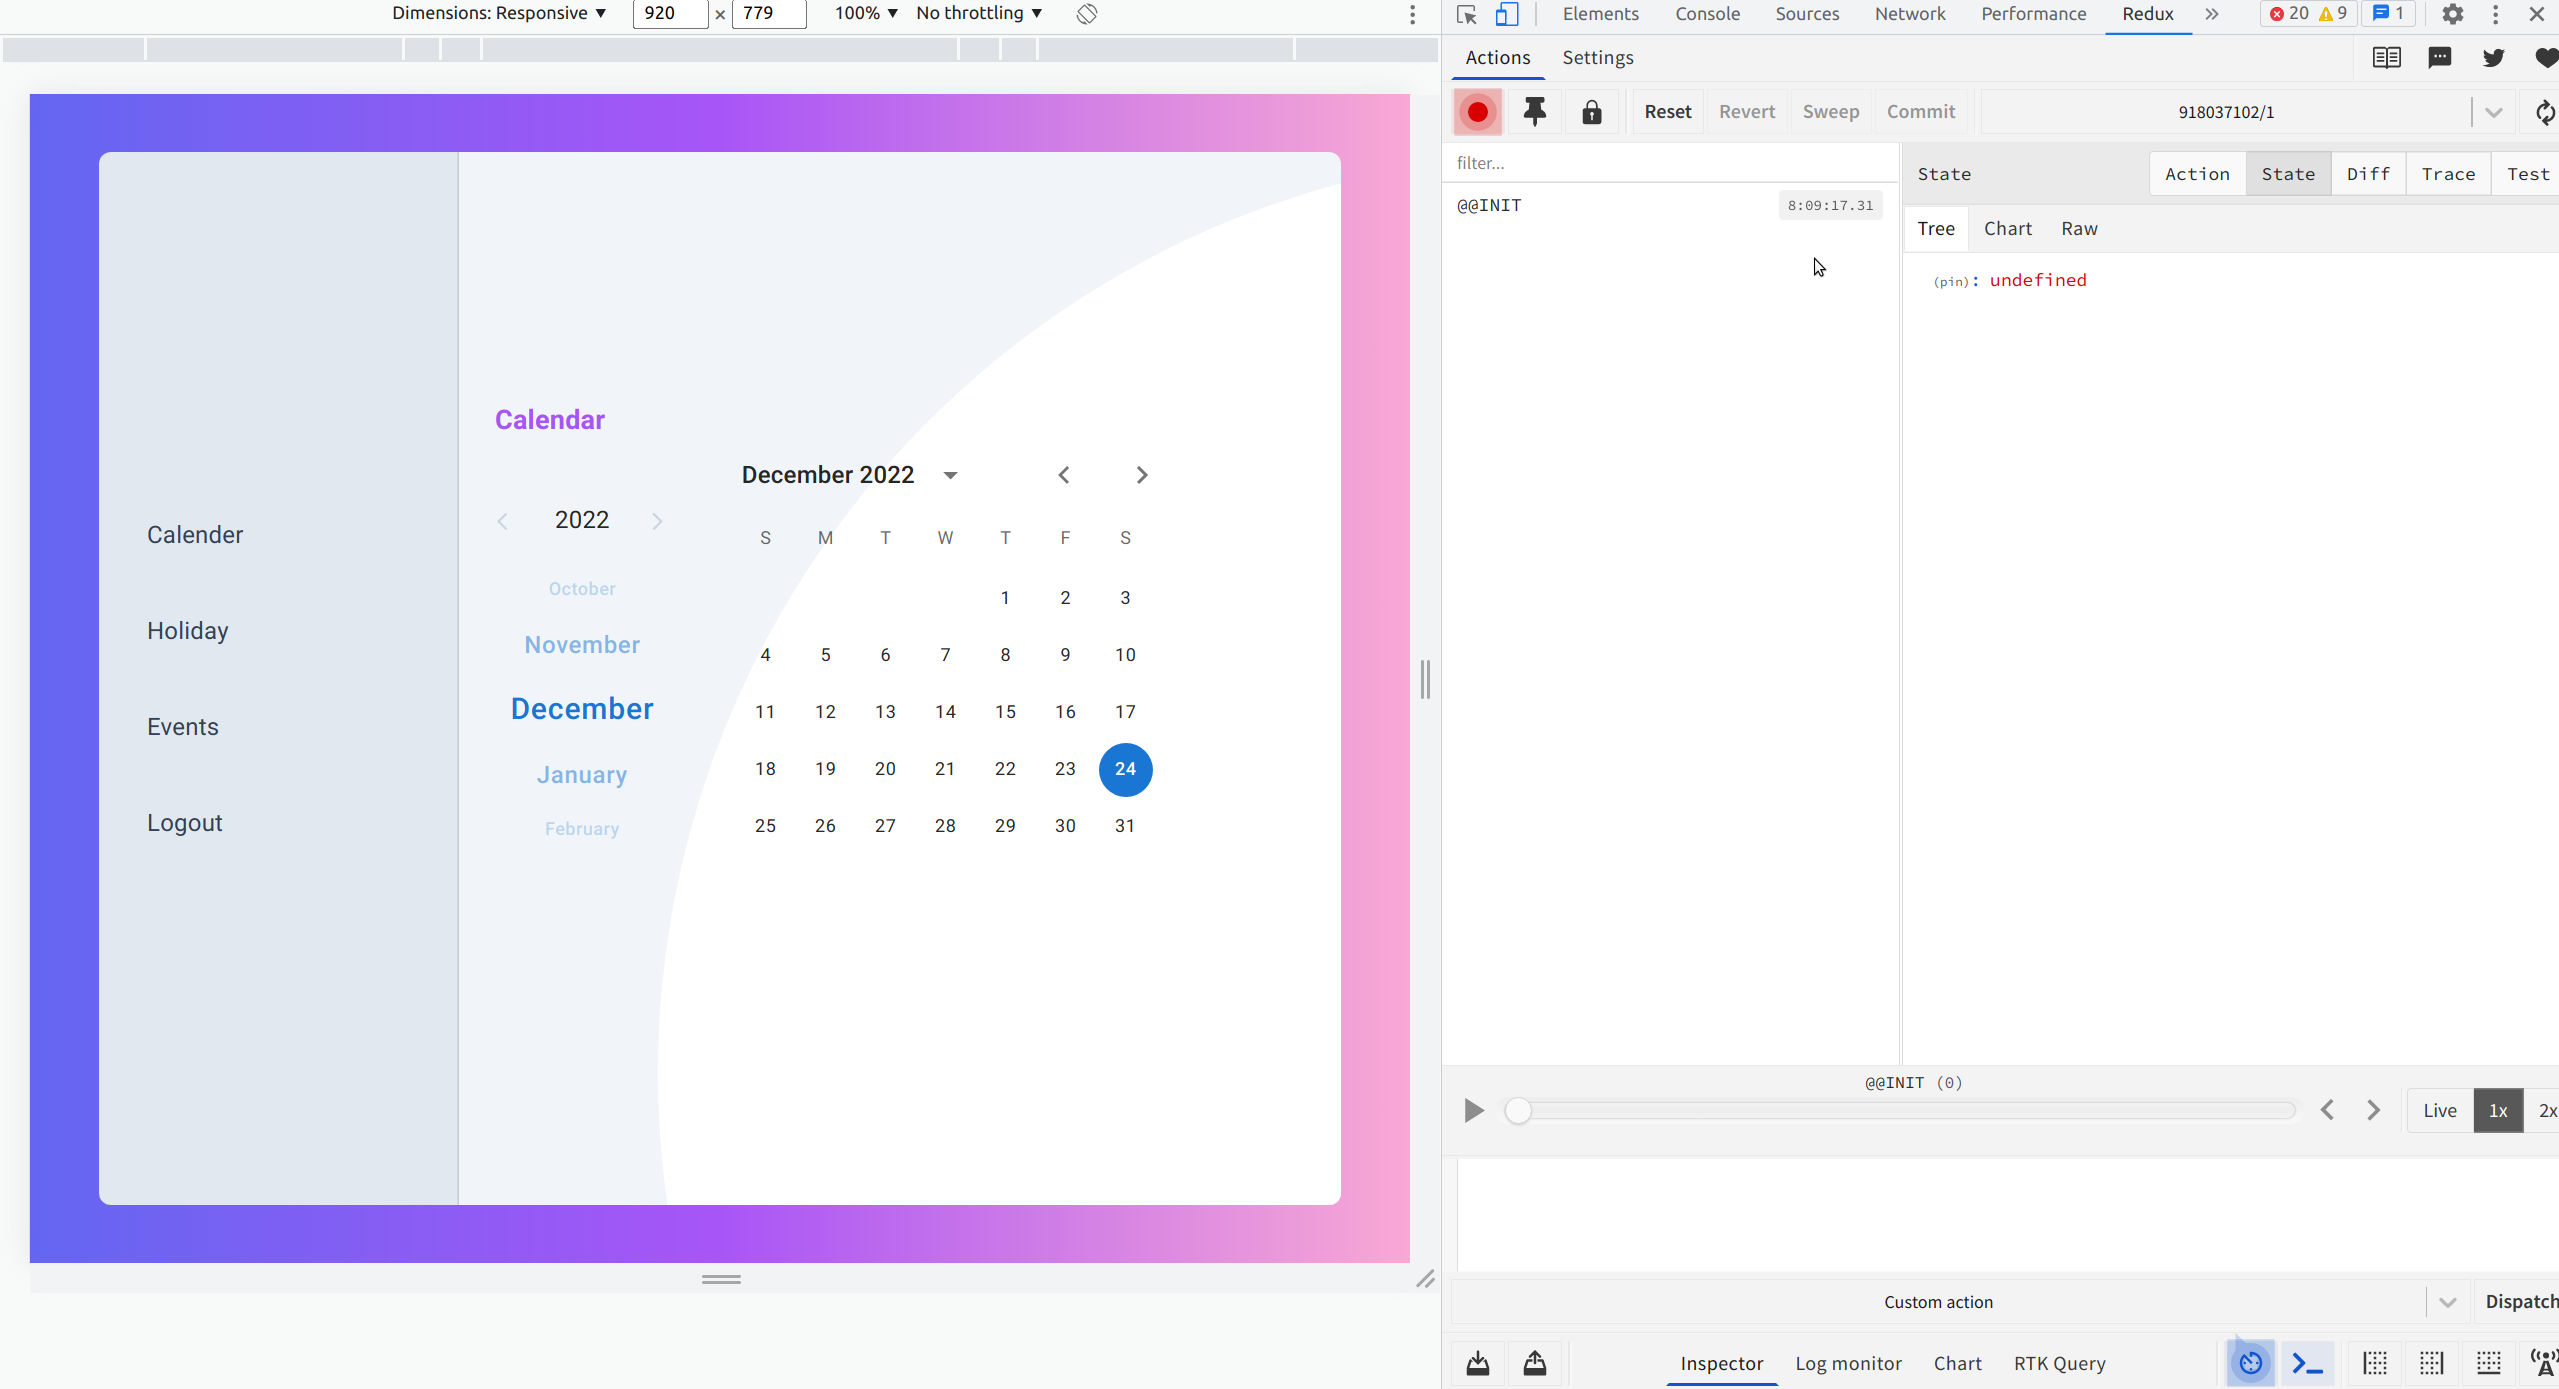 Dimensions: Responsive ▼ 920 × 779 100% ▼ No throttling ▼
Elements Console Sources Network Performance Redux » 20 9 1
Actions Settings
Reset Revert Sweep Commit 918037102/1
filter...
@@INIT 8:09:17.31
State Action State Diff Trace Test
Tree Chart Raw
(pin): undefined
Calender
Holiday
Events
Logout
Calendar
2022
October
November
December
January
February
December 2022
S M T W T F S
1 2 3
4 5 6 7 8 9 10
11 12 13 14 15 16 17
18 19 20 21 22 23 24
25 26 27 28 29 30 31
@@INIT (0)
Live 1x 2x
Custom action Dispatch
Inspector Log monitor Chart RTK Query